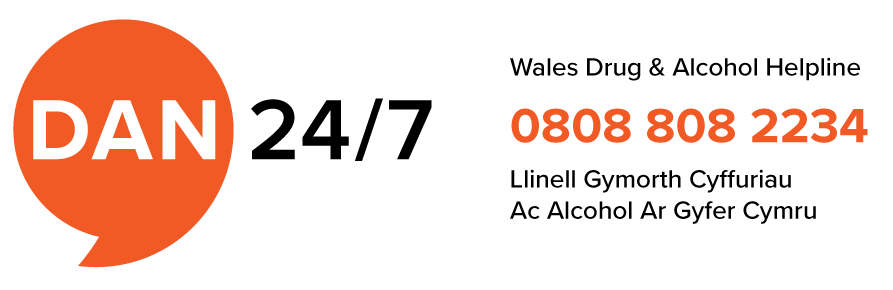 DAN 24/7
Wales Drug & Alcohol Helpline
0808 808 2234
Llinell Gymorth Cyffuriau
Ac Alcohol Ar Gyfer Cymru